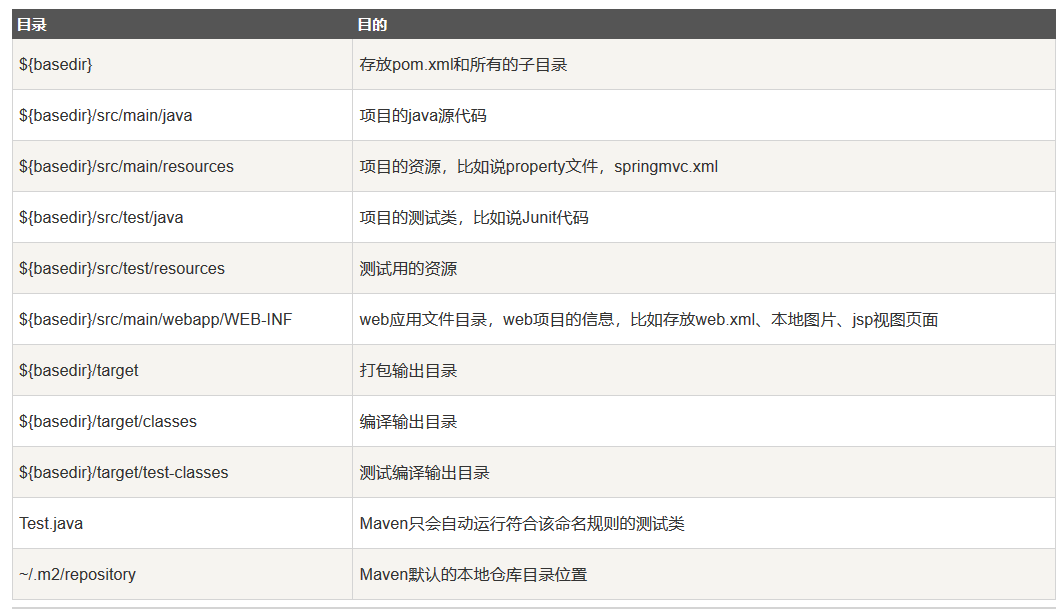 目录 目的
${basedir} 存放pom.xml和所有的子目录
${basedir}/src/main/java 项目的java源代码
${basedir}/src/main/resources 项目的资源，比如说property文件，springmvc.xml
${basedir}/src/test/java 项目的测试类，比如说Junit代码
${basedir}/src/test/resources 测试用的资源
${basedir}/src/main/webapp/WEB-INF web应用文件目录，web项目的信息，比如存放web.xml、本地图片、jsp视图页面
${basedir}/target 打包输出目录
${basedir}/target/classes 编译输出目录
${basedir}/target/test-classes 测试编译输出目录
Test.java Maven只会自动运行符合该命名规则的测试类
~/.m2/repository Maven默认的本地仓库目录位置